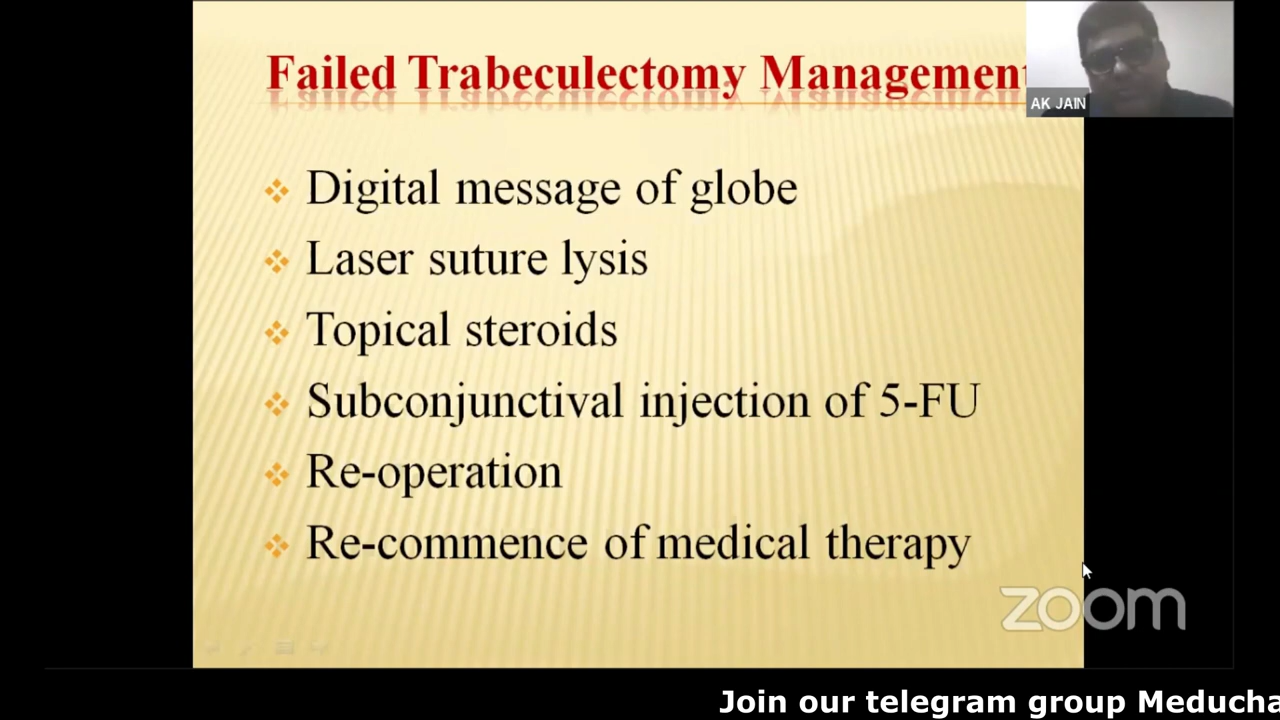 Failed Trabeculectomy Management
AK JAIN
Digital message of globe
Laser suture lysis
Topical steroids
Subconjunctival injection of 5-FU
Re-operation
Re-commence of medical therapy
zoom
Join our telegram group Meducha